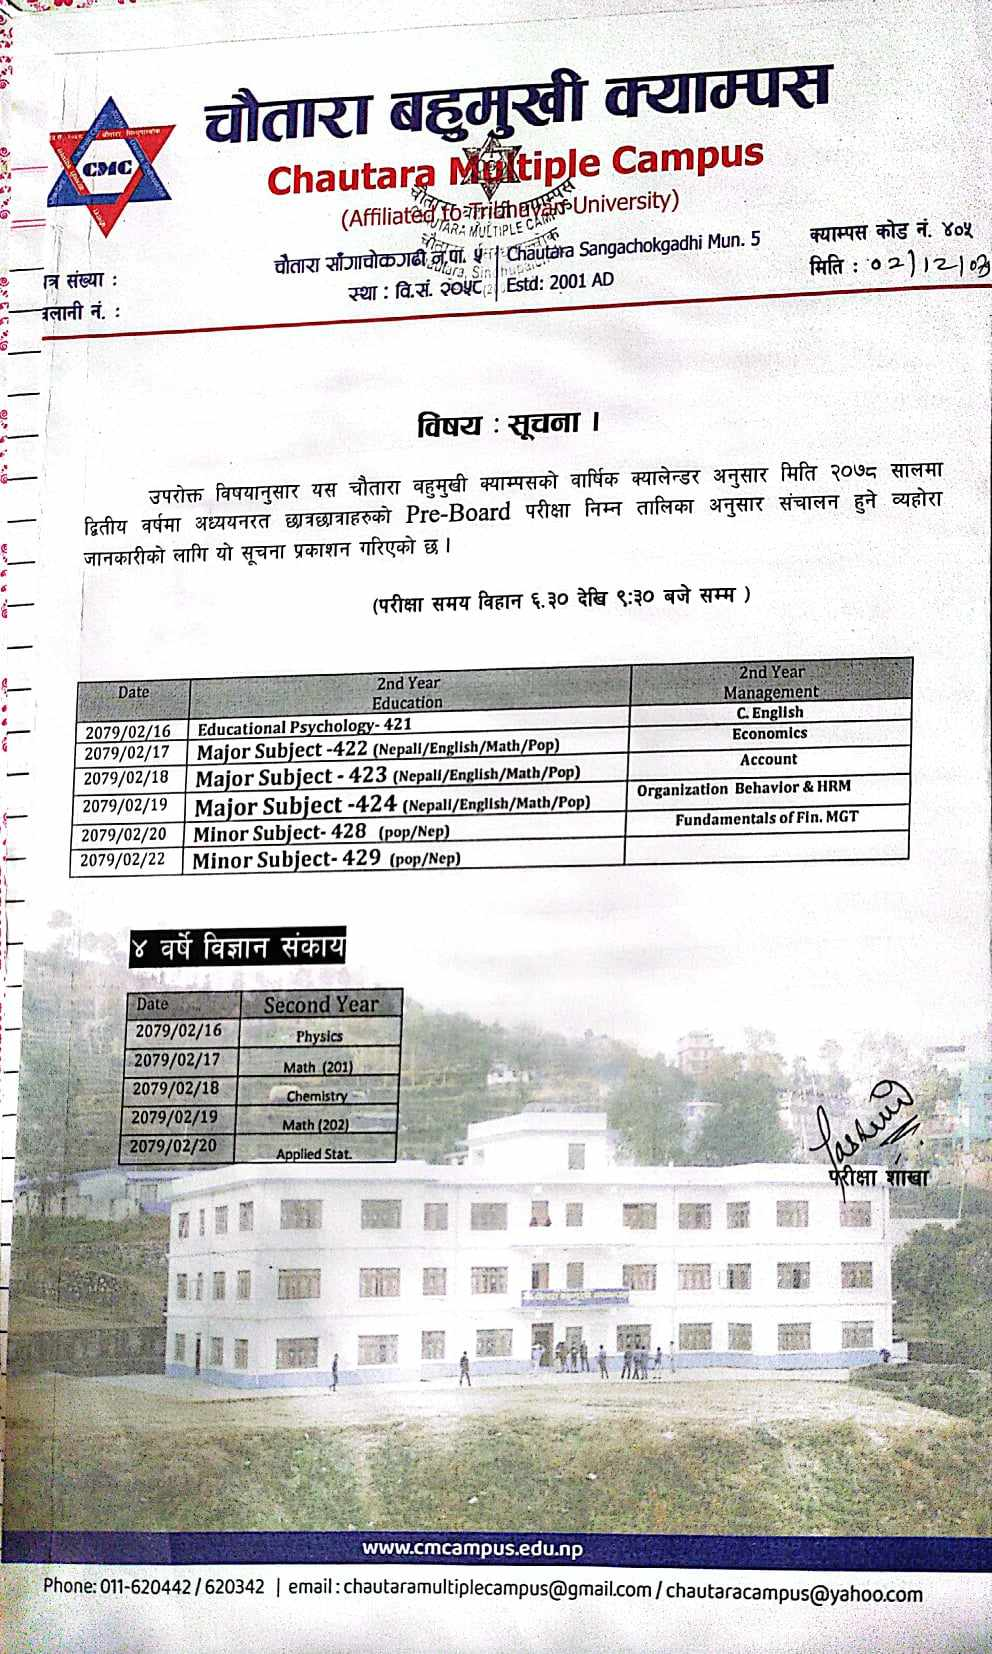 चौतारा बहुमुखी क्याम्पस
Chautara Multiple Campus
(Affiliated to Tribhuvan University)
CMC
चौतारा साँगाचोकगढी न.पा. ५ Chautara Sangachokgadhi Mun. 5
स्था : वि.सं. २०५८ Estd: 2001 AD
क्याम्पस कोड नं. ४०५
मिति : ०२/१२/०७
त्र संख्या :
लानी नं. :
विषय : सूचना ।
उपरोक्त विषयानुसार यस चौतारा वहुमुखी क्याम्पसको वार्षिक क्यालेन्डर अनुसार मिति २०७८ सालमा
द्वितीय वर्षमा अध्ययनरत छात्रछात्राहरुको Pre-Board परीक्षा निम्न तालिका अनुसार संचालन हुने व्यहोरा
जानकारीको लागि यो सूचना प्रकाशन गरिएको छ ।
(परीक्षा समय विहान ६.३० देखि ९:३० बजे सम्म )
Date 2nd Year Education 2nd Year Management
2079/02/16 Educational Psychology- 421 C. English
2079/02/17 Major Subject -422 (Nepali/English/Math/Pop) Economics
2079/02/18 Major Subject - 423 (Nepali/English/Math/Pop) Account
2079/02/19 Major Subject -424 (Nepali/English/Math/Pop) Organization Behavior & HRM
2079/02/20 Minor Subject- 428 (pop/Nep) Fundamentals of Fin. MGT
2079/02/22 Minor Subject- 429 (pop/Nep)
४ वर्षे विज्ञान संकाय
Date Second Year
2079/02/16 Physics
2079/02/17 Math (201)
2079/02/18 Chemistry
2079/02/19 Math (202)
2079/02/20 Applied Stat.
परीक्षा शाखा
www.cmcampus.edu.np
Phone: 011-620442 / 620342 | email : chautaramultiplecampus@gmail.com / chautaracampus@yahoo.com